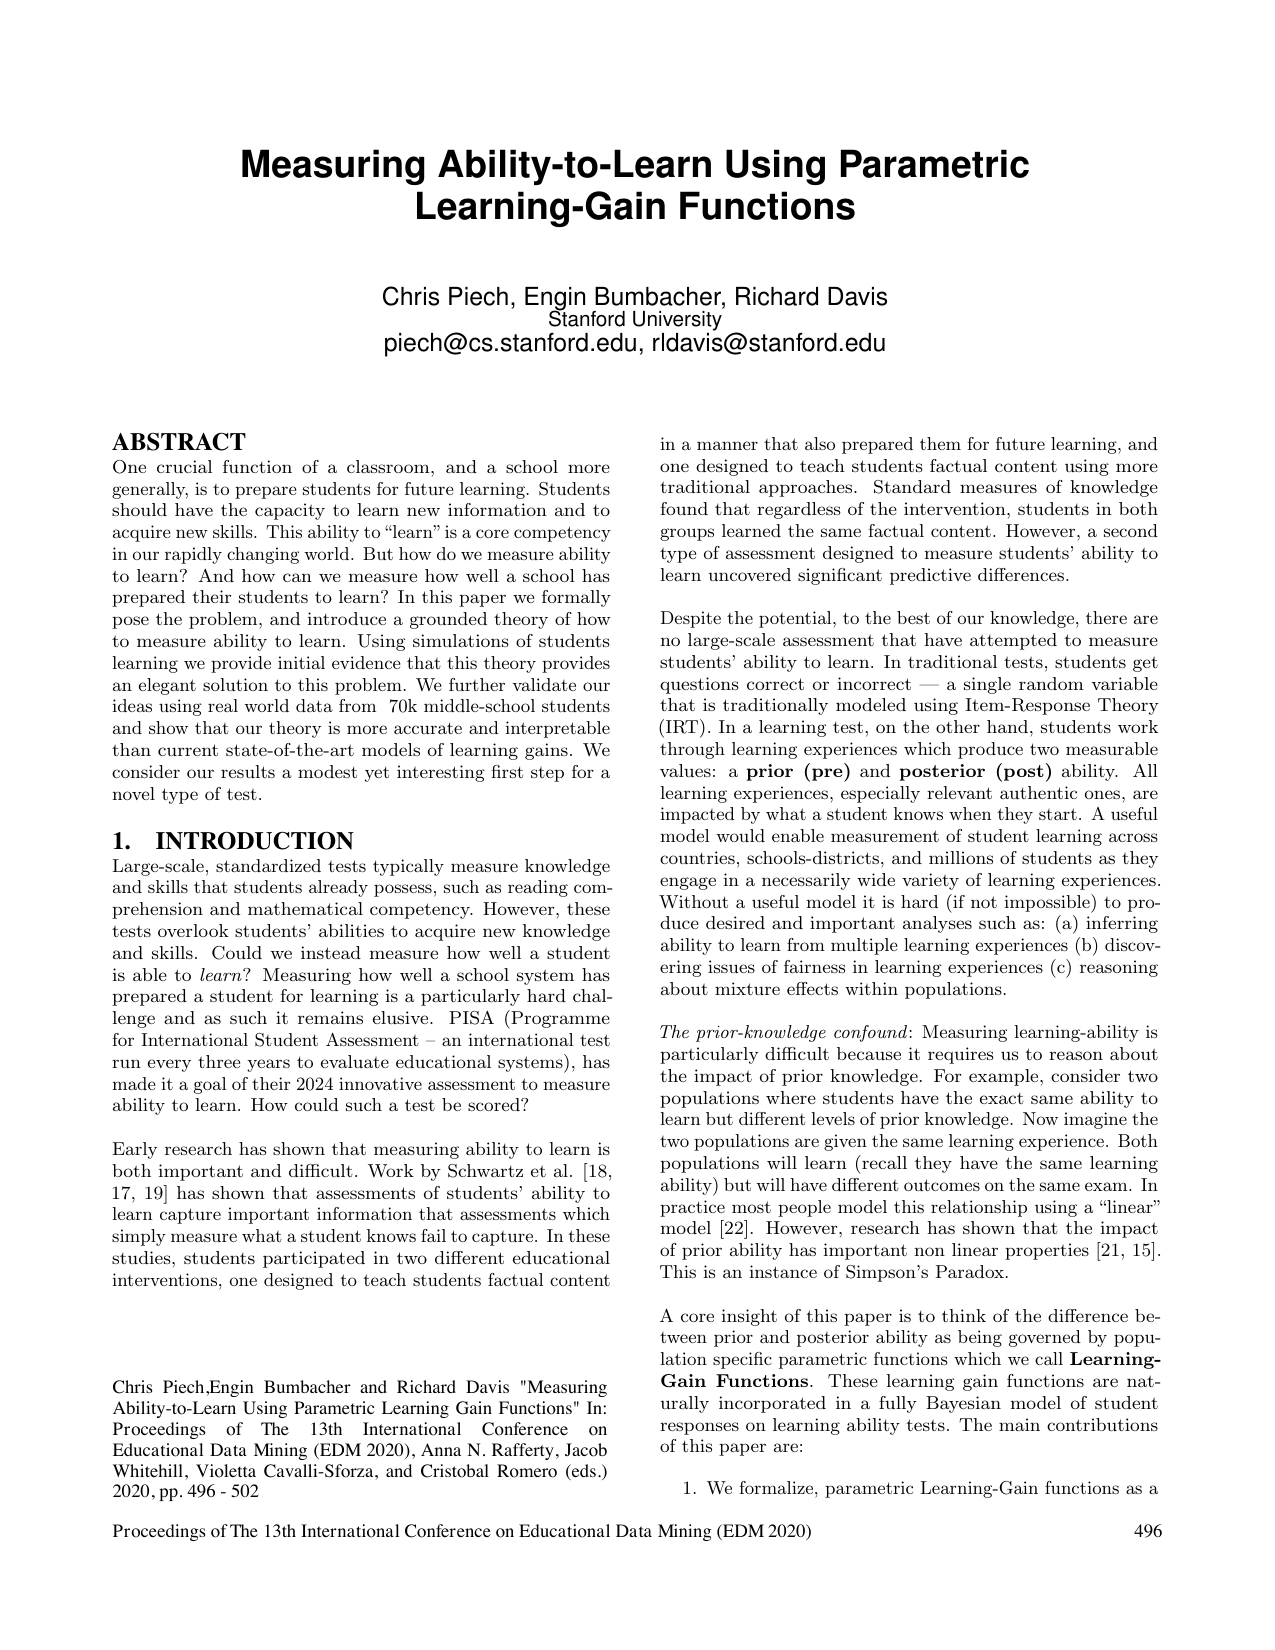 Measuring Ability-to-Learn Using Parametric
Learning-Gain Functions
Chris Piech, Engin Bumbacher, Richard Davis
Stanford University
piech@cs.stanford.edu, rldavis@stanford.edu
ABSTRACT
One crucial function of a classroom, and a school more
generally, is to prepare students for future learning. Students
should have the capacity to learn new information and to
acquire new skills. This ability to “learn” is a core competency
in our rapidly changing world. But how do we measure ability
to learn? And how can we measure how well a school has
prepared their students to learn? In this paper we formally
pose the problem, and introduce a grounded theory of how
to measure ability to learn. Using simulations of students
learning we provide initial evidence that this theory provides
an elegant solution to this problem. We further validate our
ideas using real world data from 70k middle-school students
and show that our theory is more accurate and interpretable
than current state-of-the-art models of learning gains. We
consider our results a modest yet interesting first step for a
novel type of test.
1. INTRODUCTION
Large-scale, standardized tests typically measure knowledge
and skills that students already possess, such as reading com-
prehension and mathematical competency. However, these
tests overlook students’ abilities to acquire new knowledge
and skills. Could we instead measure how well a student
is able to learn? Measuring how well a school system has
prepared a student for learning is a particularly hard chal-
lenge and as such it remains elusive. PISA (Programme
for International Student Assessment – an international test
run every three years to evaluate educational systems), has
made it a goal of their 2024 innovative assessment to measure
ability to learn. How could such a test be scored?
Early research has shown that measuring ability to learn is
both important and difficult. Work by Schwartz et al. [18,
17, 19] has shown that assessments of students’ ability to
learn capture important information that assessments which
simply measure what a student knows fail to capture. In these
studies, students participated in two different educational
interventions, one designed to teach students factual content
Chris Piech,Engin Bumbacher and Richard Davis "Measuring
Ability-to-Learn Using Parametric Learning Gain Functions" In:
Proceedings of The 13th International Conference on
Educational Data Mining (EDM 2020), Anna N. Rafferty, Jacob
Whitehill, Violetta Cavalli-Sforza, and Cristobal Romero (eds.)
2020, pp. 496 - 502
in a manner that also prepared them for future learning, and
one designed to teach students factual content using more
traditional approaches. Standard measures of knowledge
found that regardless of the intervention, students in both
groups learned the same factual content. However, a second
type of assessment designed to measure students’ ability to
learn uncovered significant predictive differences.
Despite the potential, to the best of our knowledge, there are
no large-scale assessment that have attempted to measure
students’ ability to learn. In traditional tests, students get
questions correct or incorrect — a single random variable
that is traditionally modeled using Item-Response Theory
(IRT). In a learning test, on the other hand, students work
through learning experiences which produce two measurable
values: a prior (pre) and posterior (post) ability. All
learning experiences, especially relevant authentic ones, are
impacted by what a student knows when they start. A useful
model would enable measurement of student learning across
countries, schools-districts, and millions of students as they
engage in a necessarily wide variety of learning experiences.
Without a useful model it is hard (if not impossible) to pro-
duce desired and important analyses such as: (a) inferring
ability to learn from multiple learning experiences (b) discov-
ering issues of fairness in learning experiences (c) reasoning
about mixture effects within populations.
The prior-knowledge confound: Measuring learning-ability is
particularly difficult because it requires us to reason about
the impact of prior knowledge. For example, consider two
populations where students have the exact same ability to
learn but different levels of prior knowledge. Now imagine the
two populations are given the same learning experience. Both
populations will learn (recall they have the same learning
ability) but will have different outcomes on the same exam. In
practice most people model this relationship using a “linear”
model [22]. However, research has shown that the impact
of prior ability has important non linear properties [21, 15].
This is an instance of Simpson’s Paradox.
A core insight of this paper is to think of the difference be-
tween prior and posterior ability as being governed by popu-
lation specific parametric functions which we call Learning-
Gain Functions. These learning gain functions are nat-
urally incorporated in a fully Bayesian model of student
responses on learning ability tests. The main contributions
of this paper are:
1. We formalize, parametric Learning-Gain functions as a
Proceedings of The 13th International Conference on Educational Data Mining (EDM 2020)
496